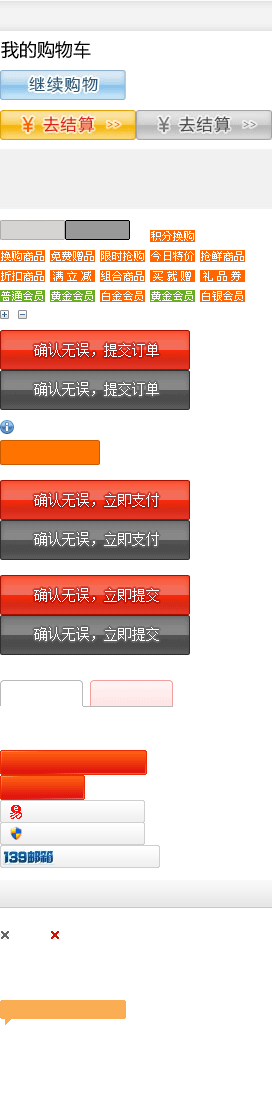 我的购物车
继续购物
¥ 去结算 >> ¥ 去结算 >>
积分换购
换购商品 免费赠品 限时抢购 今日特价 抢鲜商品
折扣商品 满立减 组合商品 买就赠 礼品券
普通会员 黄金会员 白金会员 黄金会员 白银会员
确认无误，提交订单
确认无误，提交订单
确认无误，立即支付
确认无误，立即支付
确认无误，立即提交
确认无误，立即提交
易
139邮箱